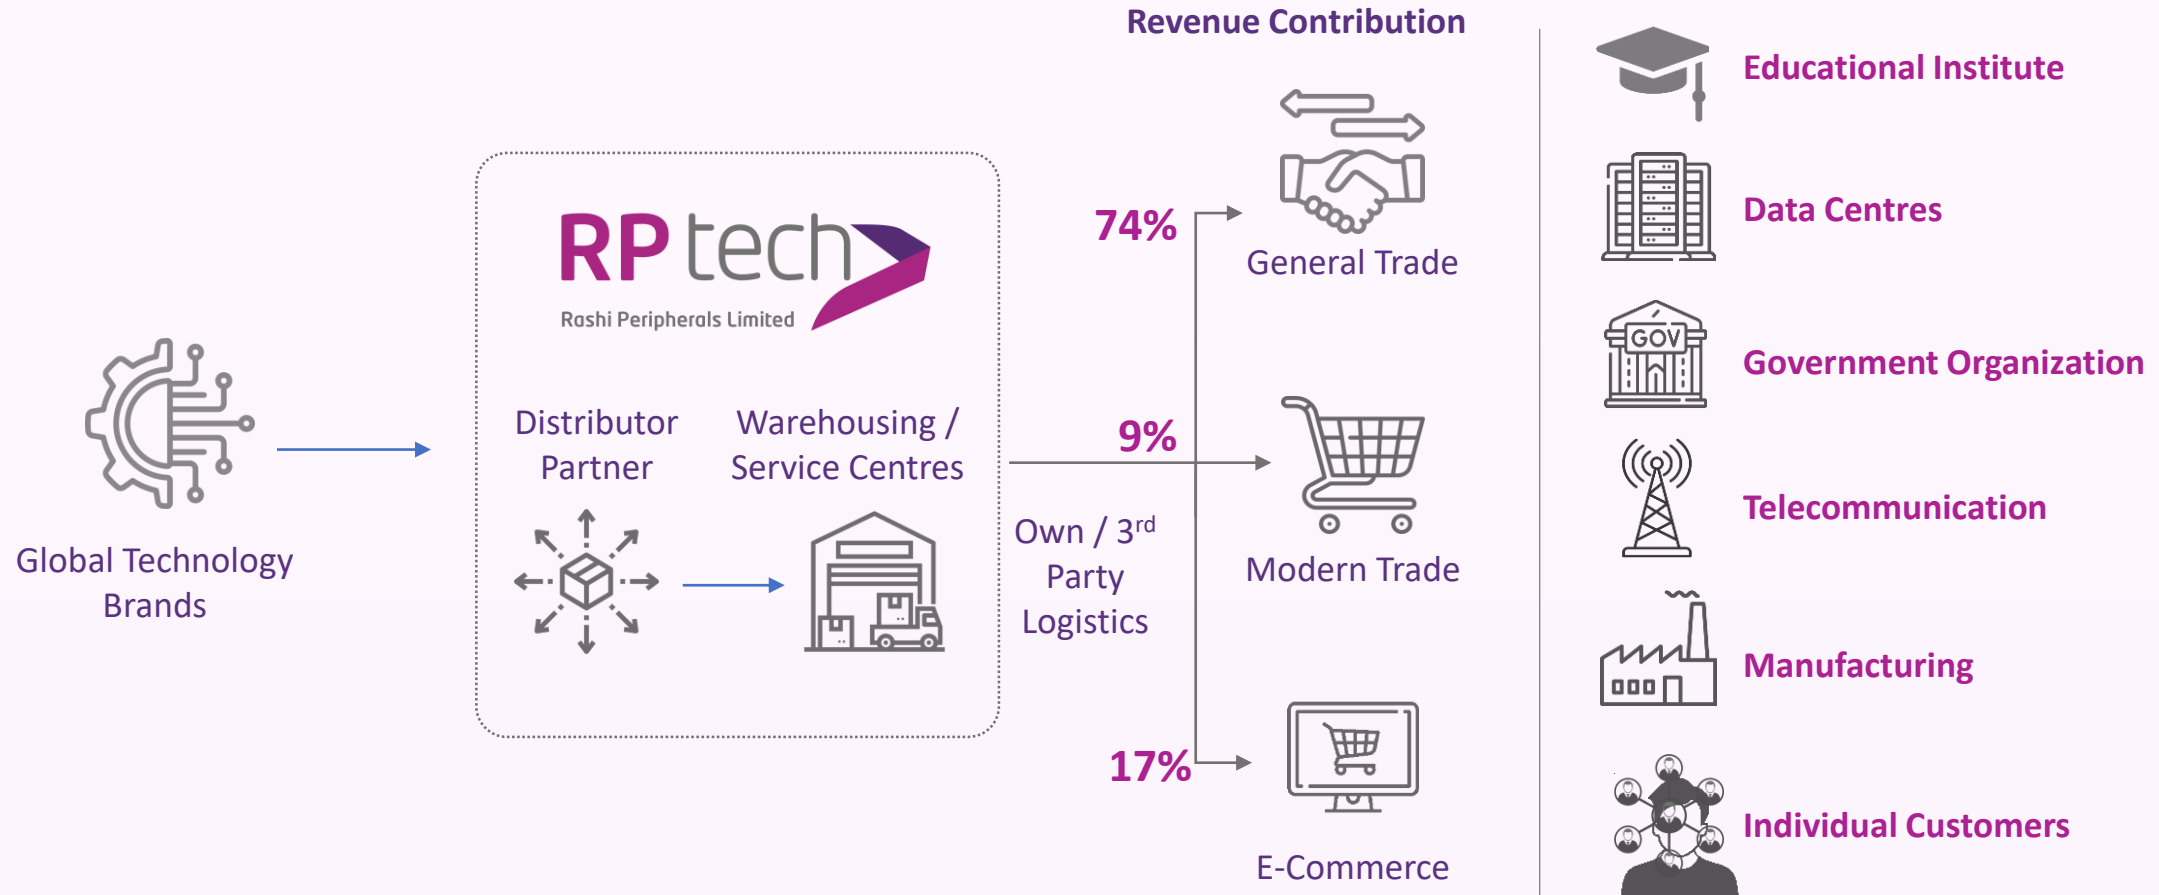 Revenue Contribution
RP tech
Rashi Peripherals Limited
Global Technology
Brands
Distributor
Partner
Warehousing /
Service Centres
Own / 3rd
Party
Logistics
74%
General Trade
9%
Modern Trade
17%
E-Commerce
Educational Institute
Data Centres
GOV
Government Organization
Telecommunication
Manufacturing
Individual Customers